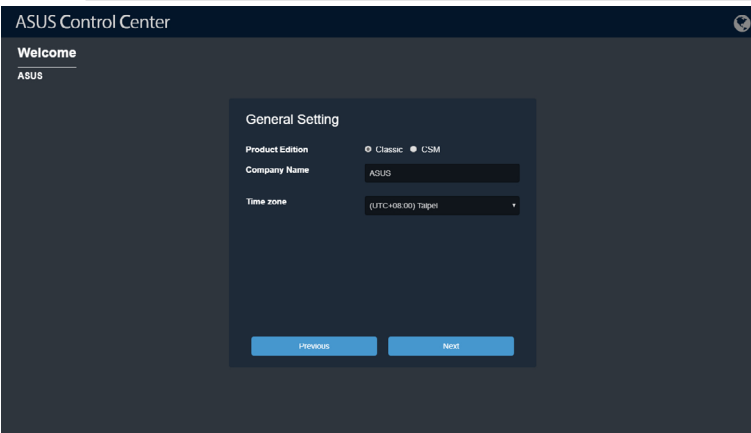 ASUS Control Center
Welcome
ASUS
General Setting
Product Edition Classic CSM
Company Name ASUS
Time zone (UTC+08:00) Taipei
Previous Next